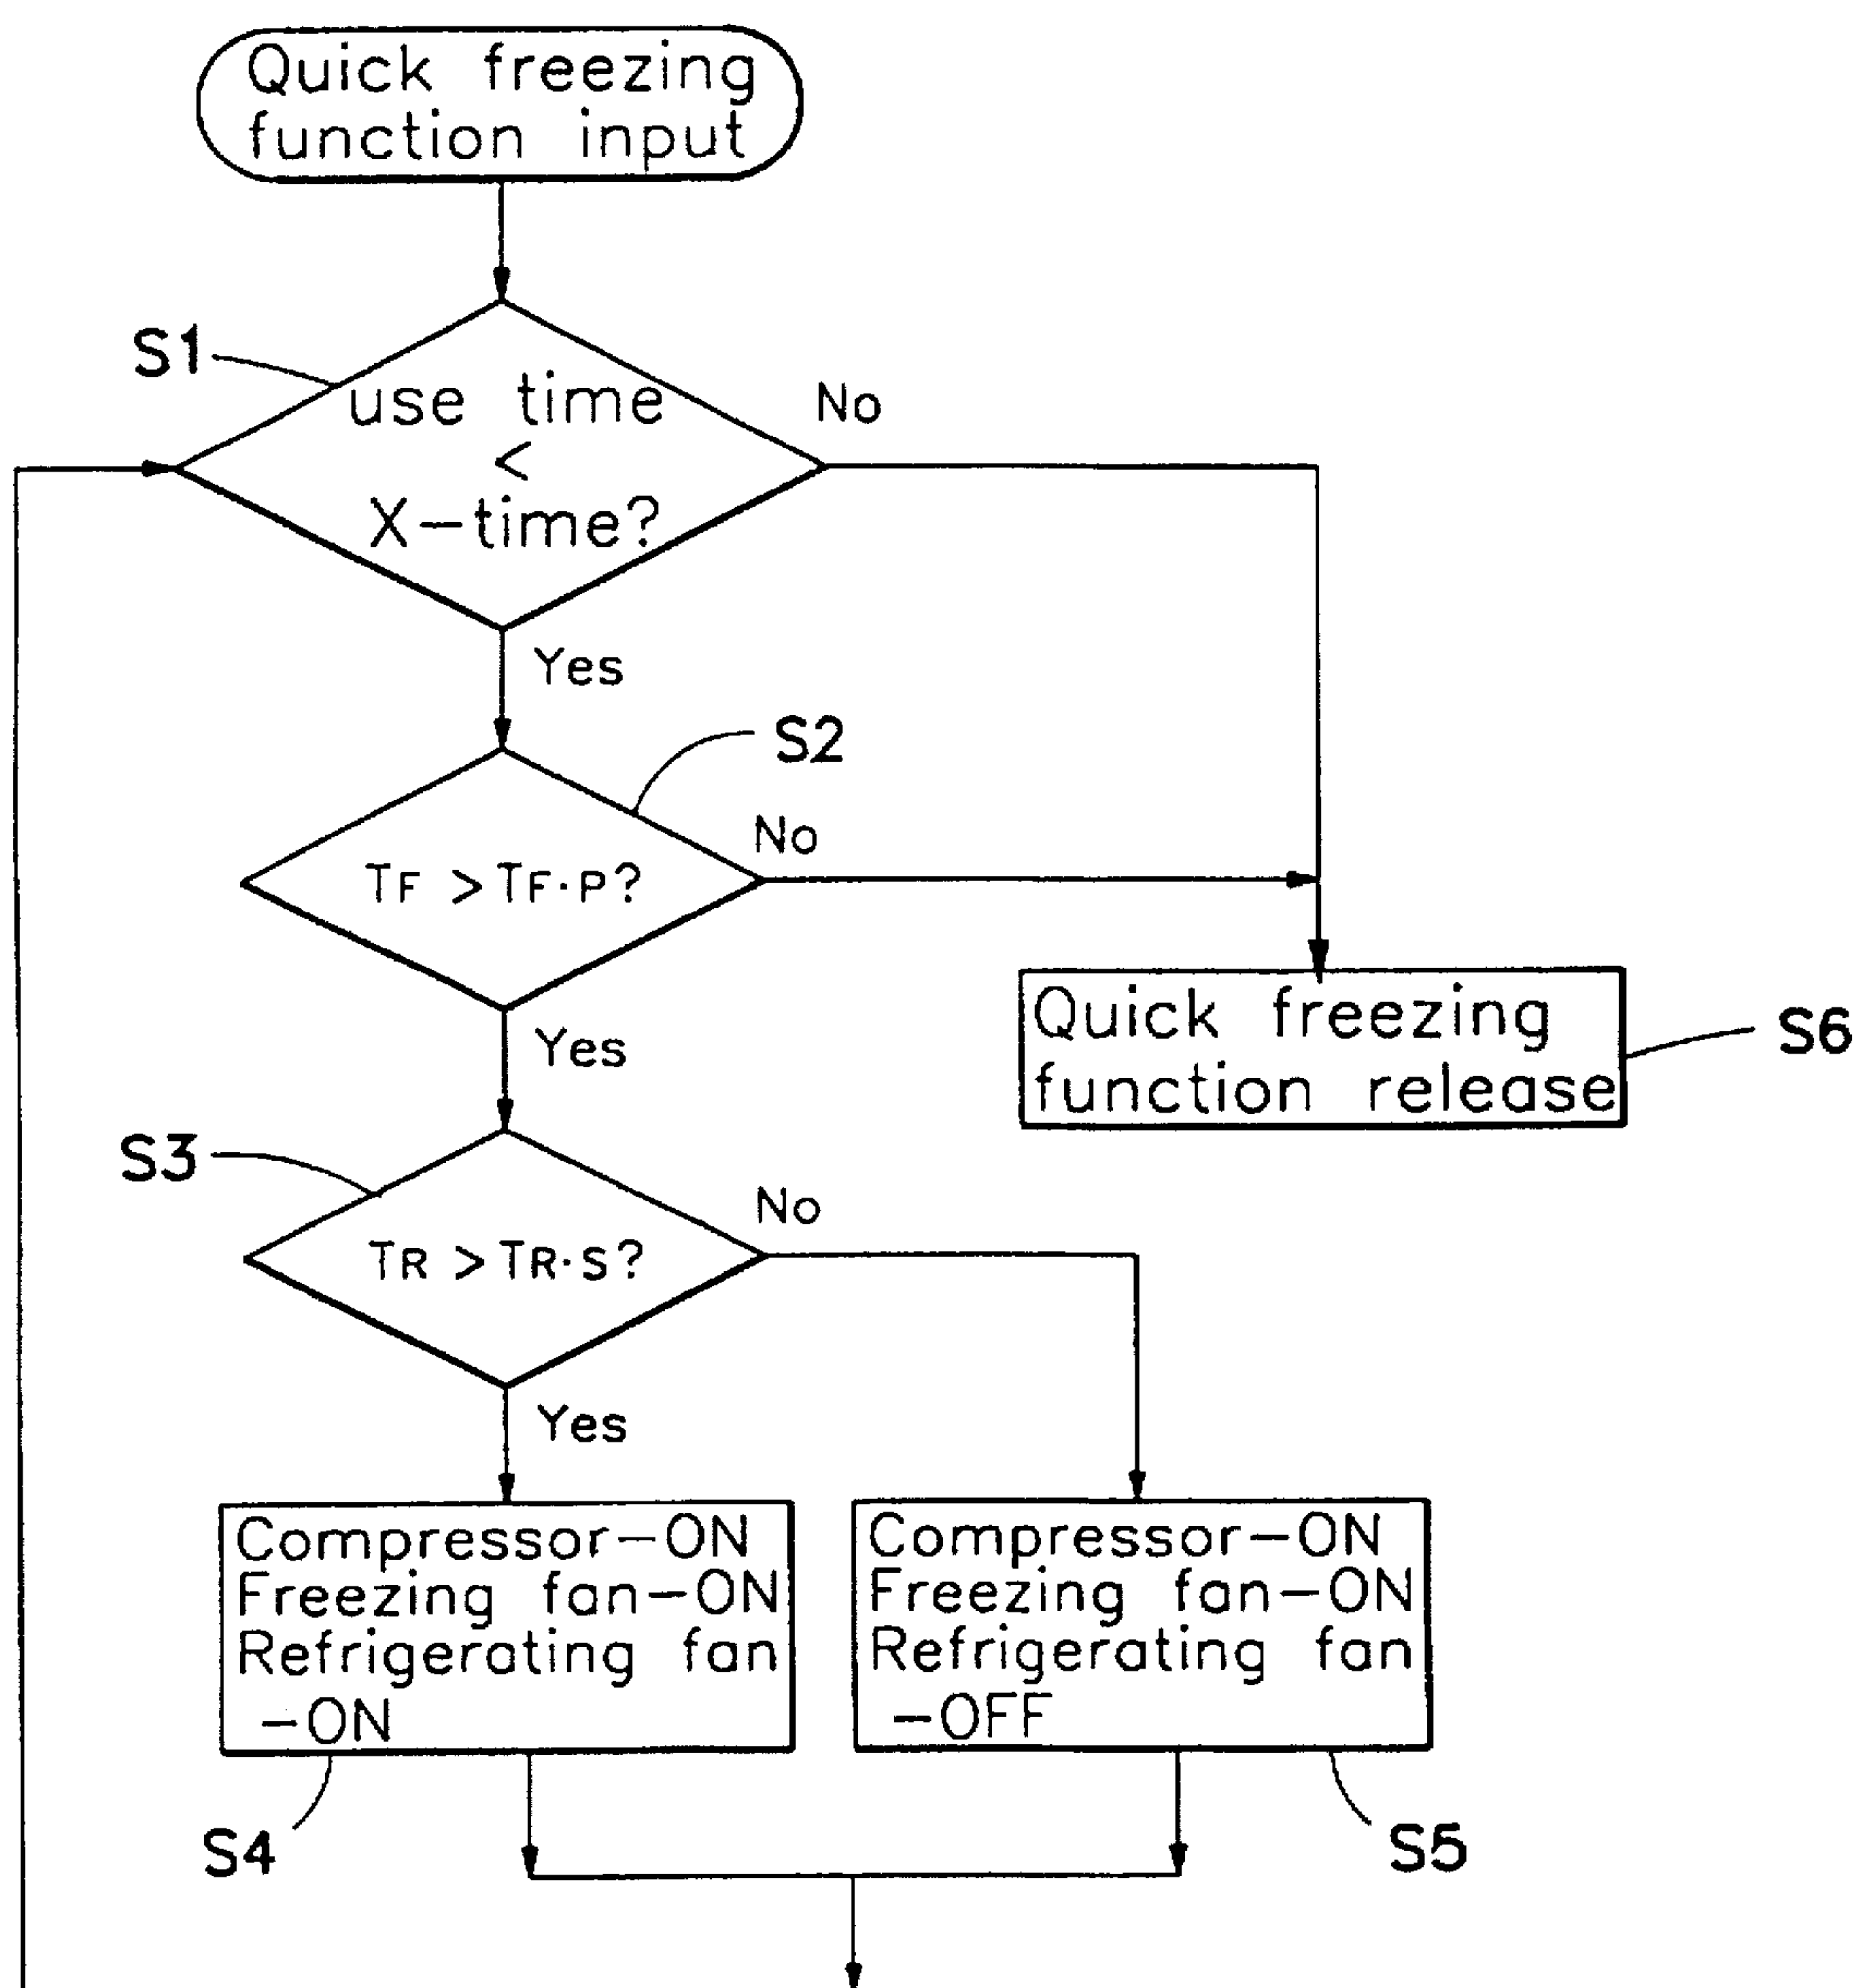 Quick freezing
function input
S1
use time
<
X-time?
No
Yes
S2
TF > TF·P?
No
Yes
Quick freezing
function release
S6
S3
TR > TR·S?
No
Yes
Compressor-ON
Freezing fan-ON
Refrigerating fan
-ON
Compressor-ON
Freezing fan-ON
Refrigerating fan
-OFF
S4
S5